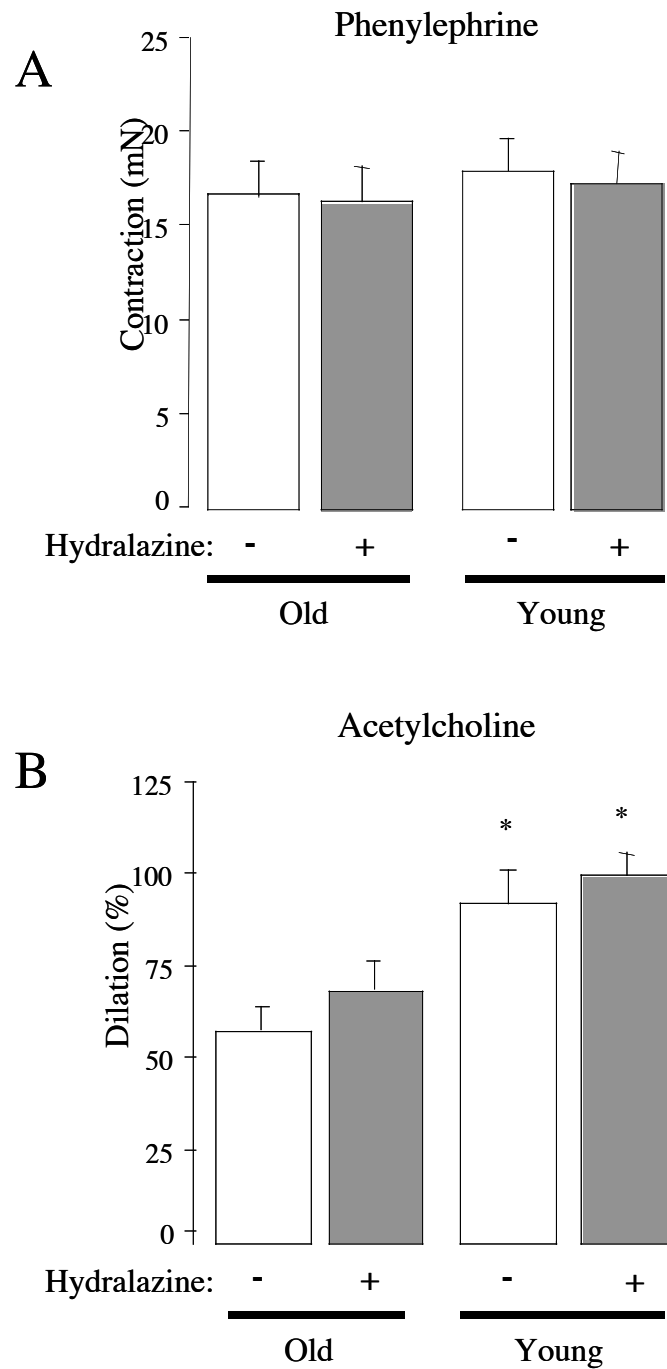 Phenylephrine
A
25
20
15
10
5
0
Contraction (mN)
Hydralazine: - + - +
Old Young
Acetylcholine
B
125
100
75
50
25
0
Dilation (%)
* *
Hydralazine: - + - +
Old Young